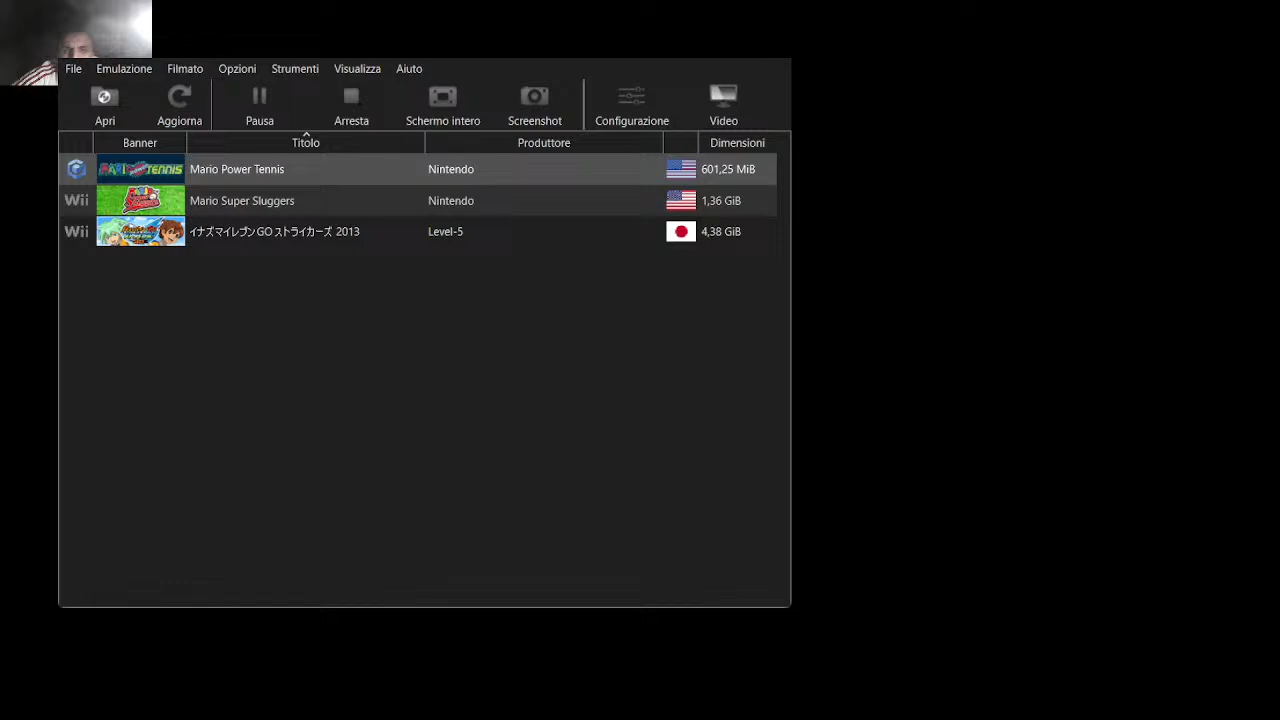 File Emulazione Filmato Opzioni Strumenti Visualizza Aiuto
Apri Aggiorna Pausa Arresta Schermo intero Screenshot Configurazione Video
Banner Titolo Produttore Dimensioni
MARIO TENNIS Mario Power Tennis Nintendo 601,25 MiB
Wii Mario Super Sluggers Nintendo 1,36 GiB
Wii イナズマイレブンGO ストライカーズ 2013 Level-5 4,38 GiB